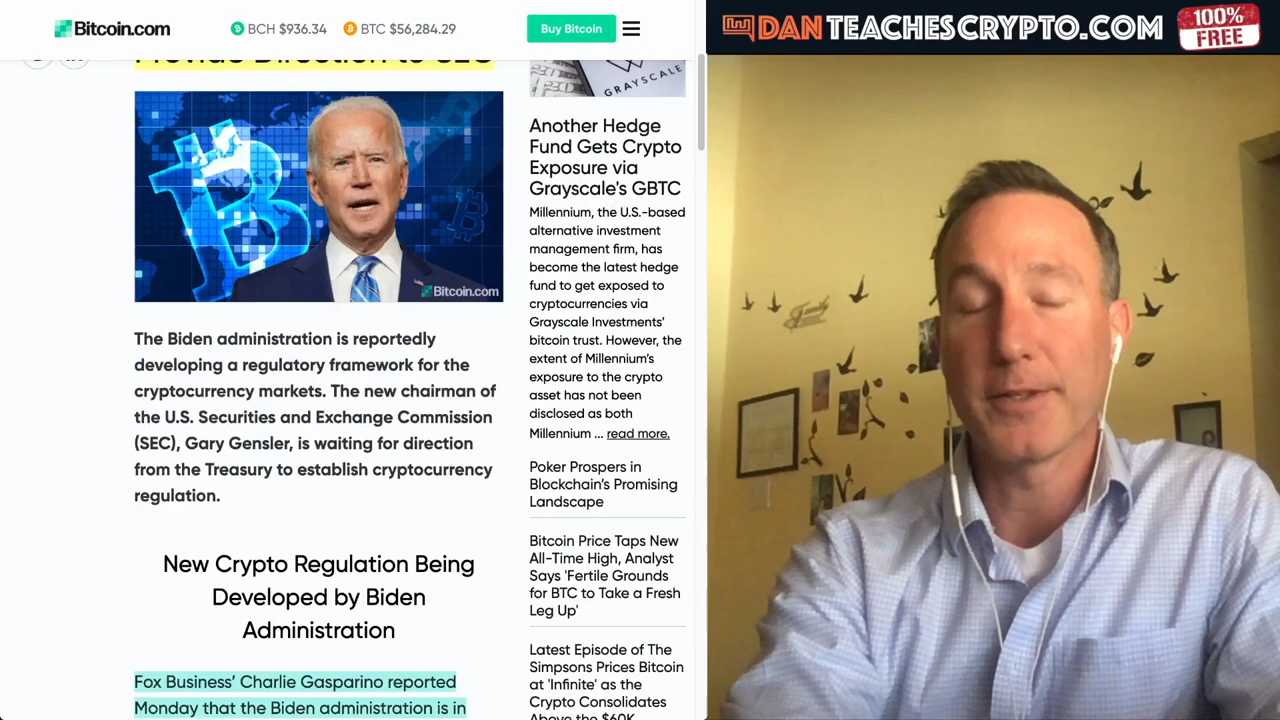 Bitcoin.com
BCH $936.34
BTC $56,284.29
Buy Bitcoin
Provide Direction to SEC
Bitcoin.com
The Biden administration is reportedly
developing a regulatory framework for the
cryptocurrency markets. The new chairman of
the U.S. Securities and Exchange Commission
(SEC), Gary Gensler, is waiting for direction
from the Treasury to establish cryptocurrency
regulation.
New Crypto Regulation Being
Developed by Biden
Administration
Fox Business’ Charlie Gasparino reported
Monday that the Biden administration is in
GRAYSCALE
Another Hedge
Fund Gets Crypto
Exposure via
Grayscale's GBTC
Millennium, the U.S.-based
alternative investment
management firm, has
become the latest hedge
fund to get exposed to
cryptocurrencies via
Grayscale Investments’
bitcoin trust. However, the
extent of Millennium’s
exposure to the crypto
asset has not been
disclosed as both
Millennium ... read more.
Poker Prospers in
Blockchain’s Promising
Landscape
Bitcoin Price Taps New
All-Time High, Analyst
Says 'Fertile Grounds
for BTC to Take a Fresh
Leg Up'
Latest Episode of The
Simpsons Prices Bitcoin
at 'Infinite' as the
Crypto Consolidates
Above the $60K
DANTEACHESCRYPTO.COM
100%
FREE